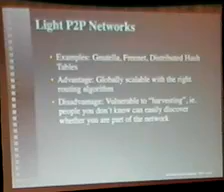 Light P2P Networks
Examples: Gnutella, Freenet, Distributed Hash
Tables
Advantage: Globally scalable with the right
routing algorithm
Disadvantage: Vulnerable to "harvesting", ie.
people you don't know can easily discover
whether you are part of the network